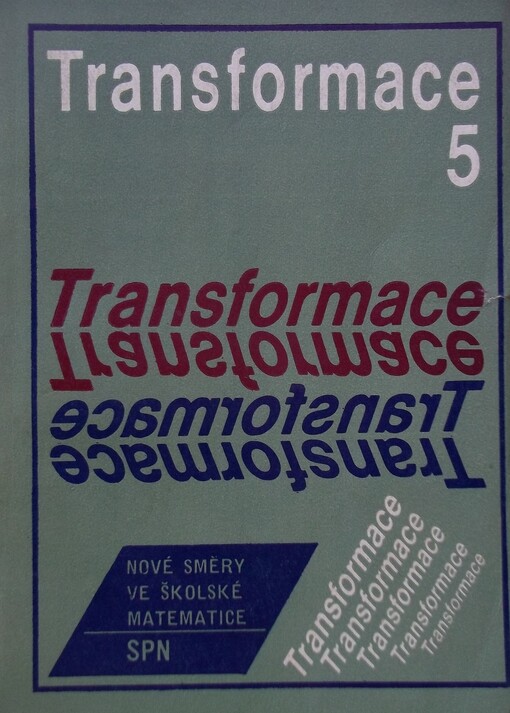 Transformace
5
Transformace
Transformace
Transformace
Transformace
Transformace
Transformace
Transformace
Transformace
Transformace
NOVÉ SMĚRY
VE ŠKOLSKÉ
MATEMATICE
SPN